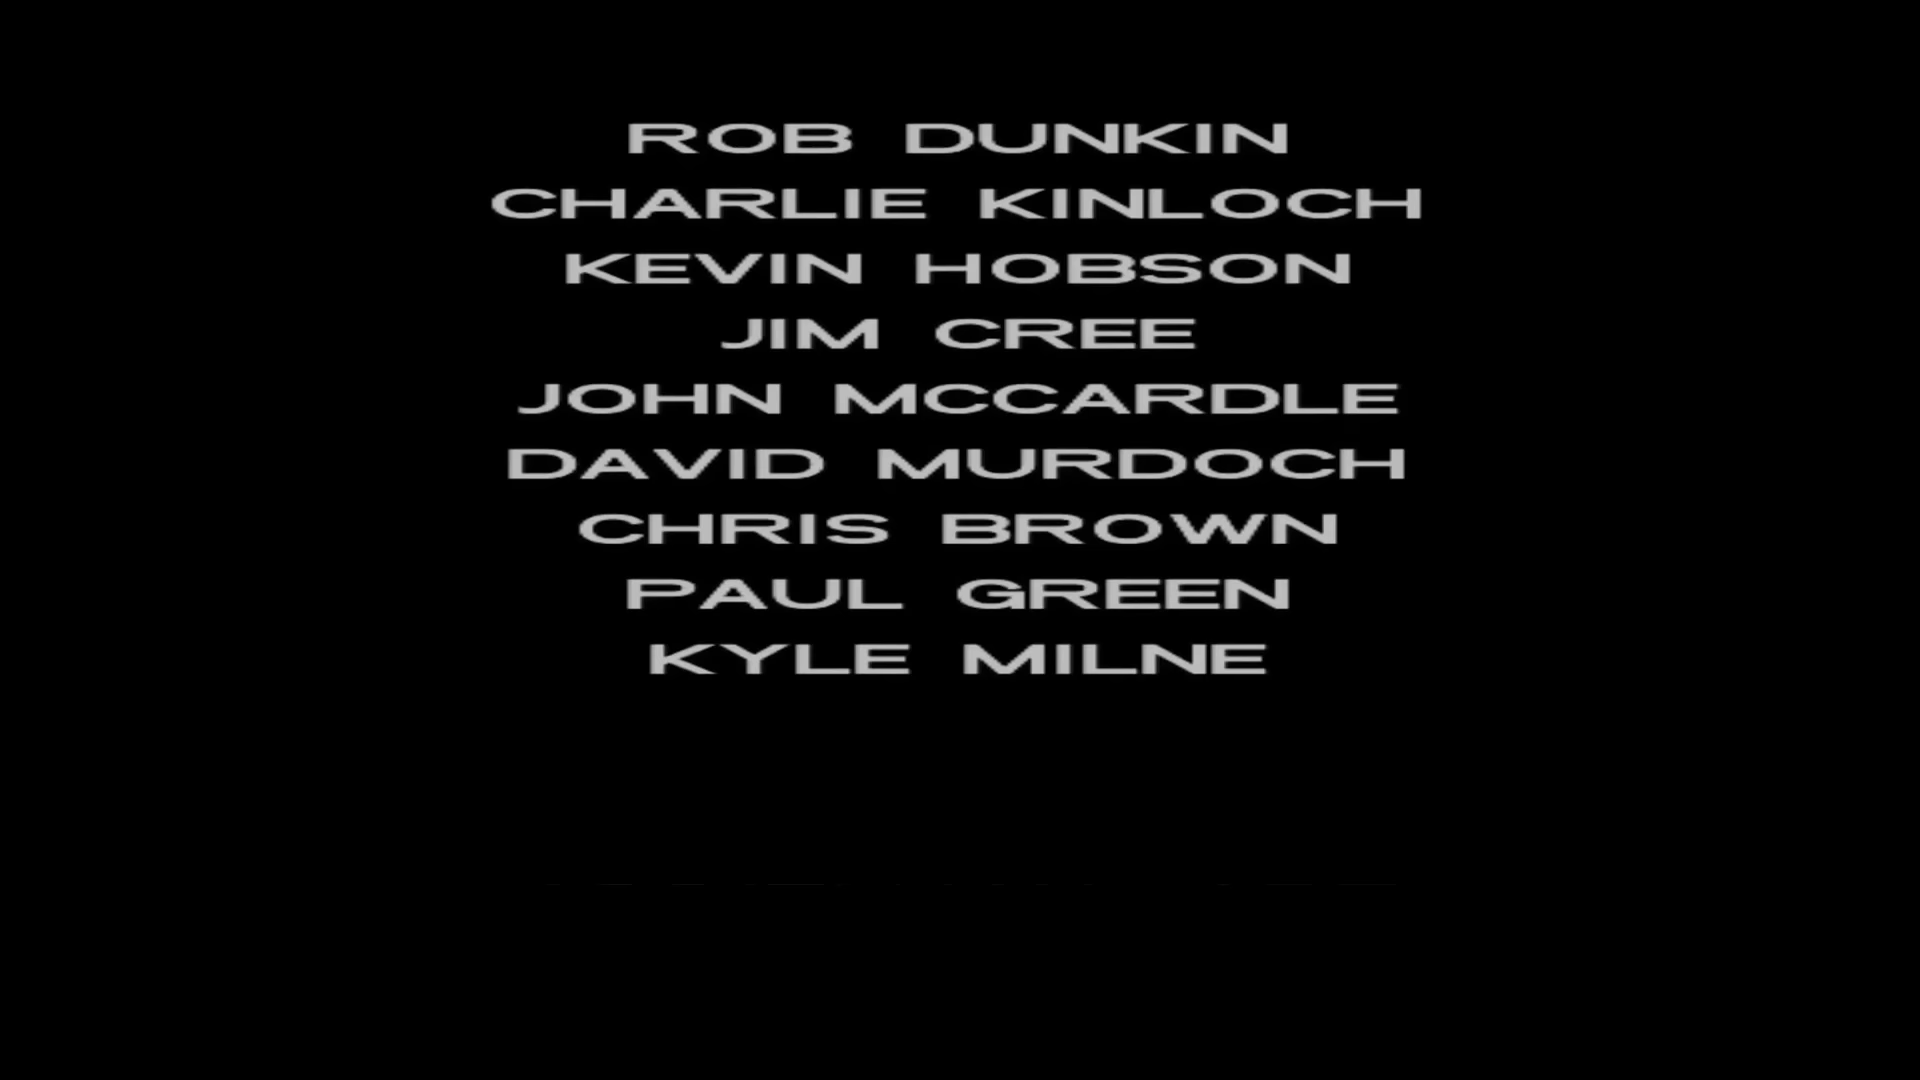 ROB DUNKIN
CHARLIE KINLOCH
KEVIN HOBSON
JIM CREE
JOHN MCCARDLE
DAVID MURDOCH
CHRIS BROWN
PAUL GREEN
KYLE MILNE